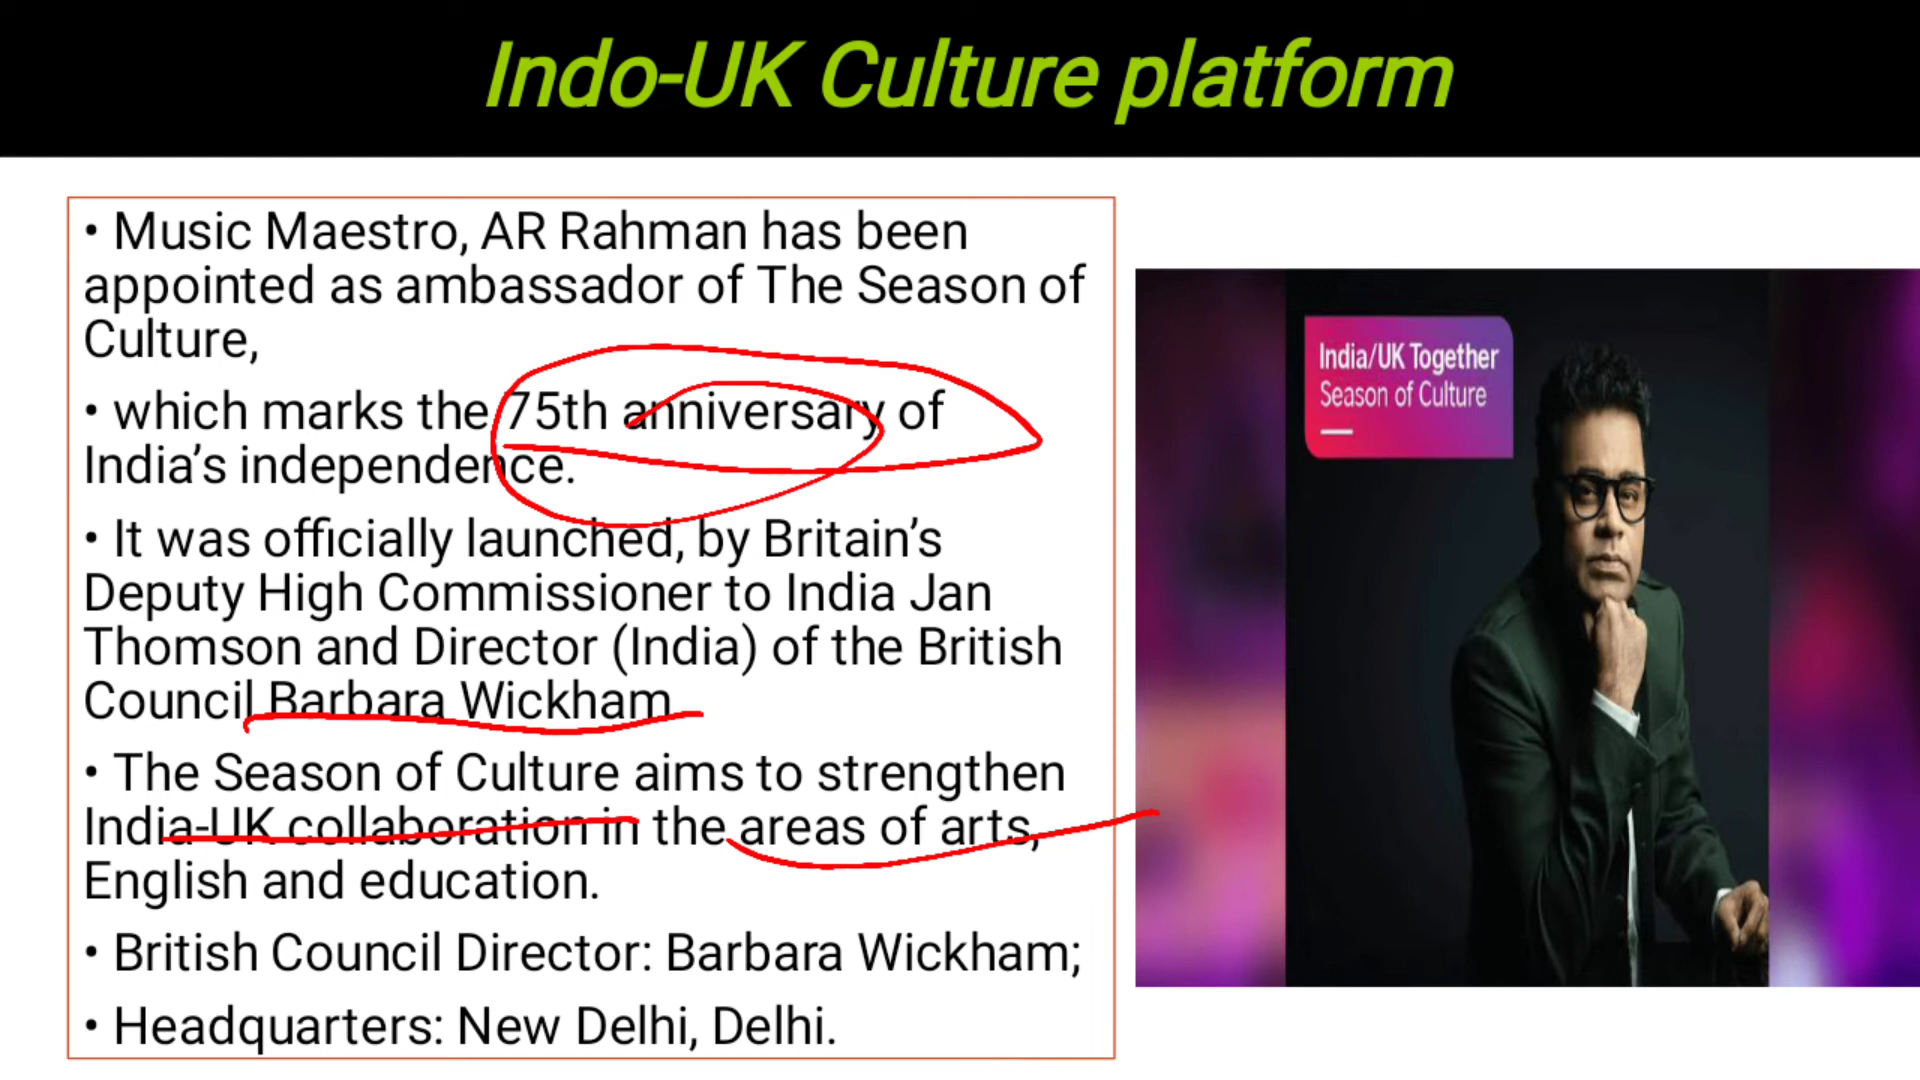 Indo-UK Culture platform
• Music Maestro, AR Rahman has been
appointed as ambassador of The Season of
Culture,
• which marks the 75th anniversary of
India’s independence.
• It was officially launched, by Britain’s
Deputy High Commissioner to India Jan
Thomson and Director (India) of the British
Council Barbara Wickham
• The Season of Culture aims to strengthen
India-UK collaboration in the areas of arts,
English and education.
• British Council Director: Barbara Wickham;
• Headquarters: New Delhi, Delhi.
India/UK Together
Season of Culture